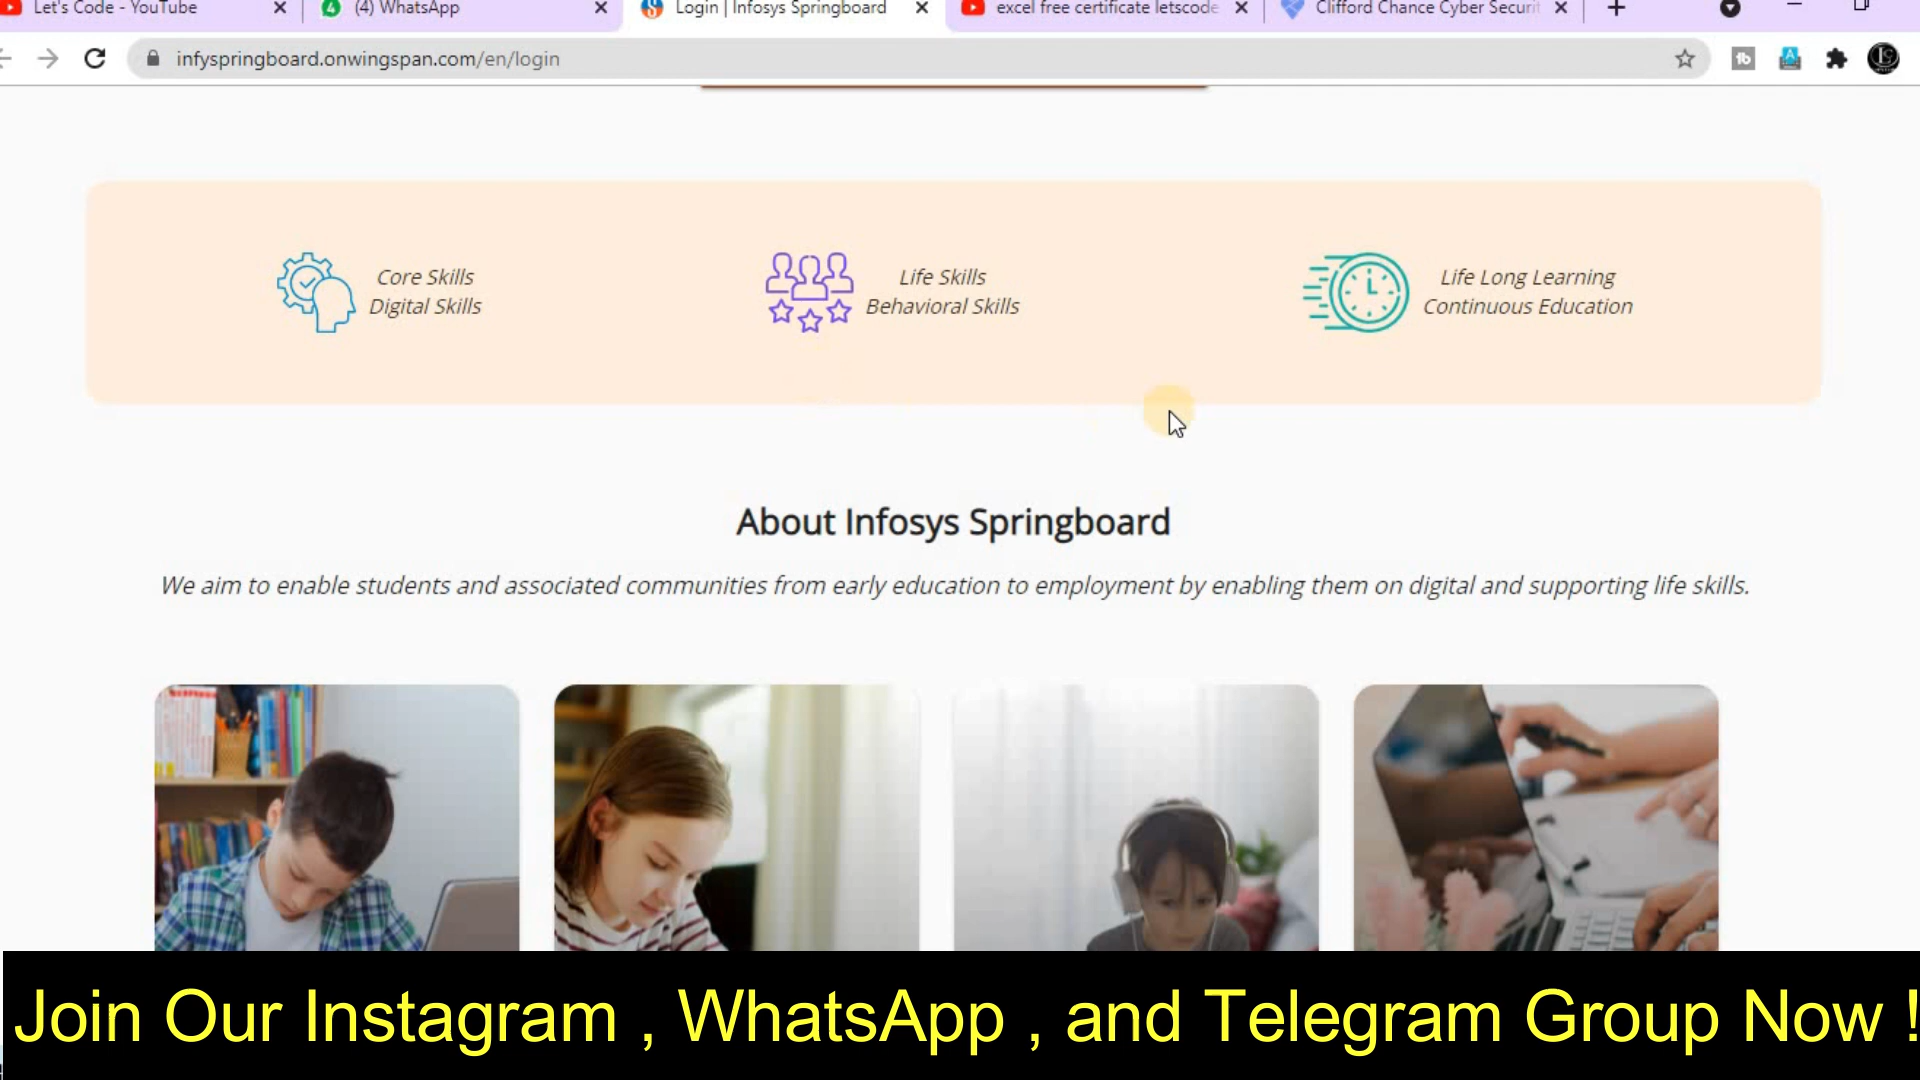 Let's Code - YouTube
(4) WhatsApp
Login | Infosys Springboard
excel free certificate letscode
Clifford Chance Cyber Securit
infyspringboard.onwingspan.com/en/login
Core Skills
Digital Skills
Life Skills
Behavioral Skills
Life Long Learning
Continuous Education
About Infosys Springboard
We aim to enable students and associated communities from early education to employment by enabling them on digital and supporting life skills.
Join Our Instagram , WhatsApp , and Telegram Group Now !